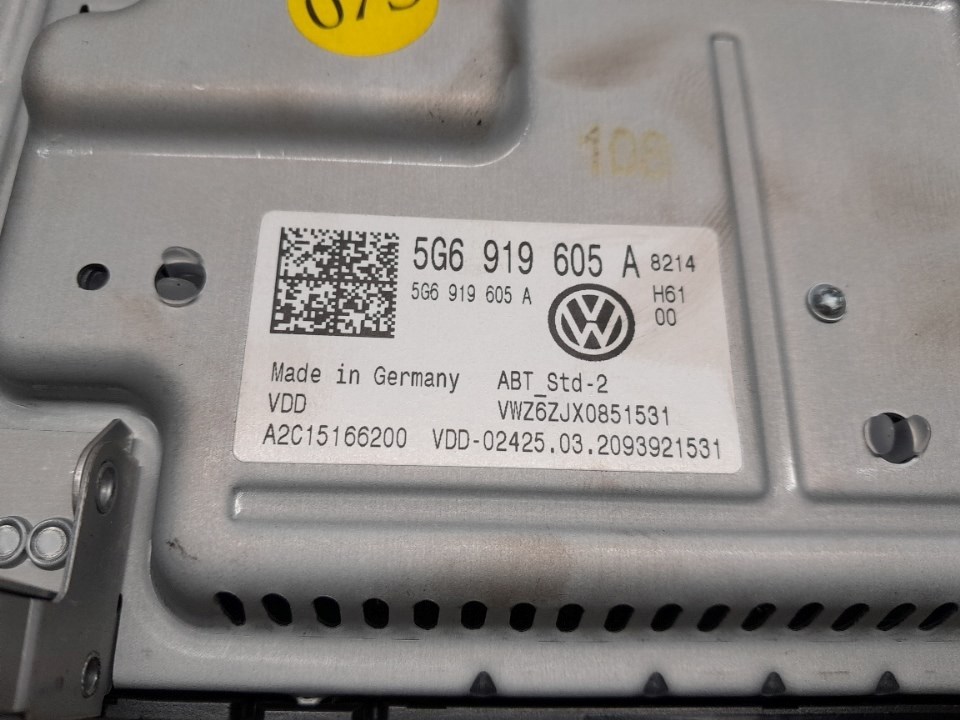 108
5G6 919 605 A 8214
5G6 919 605 A H61
00
Made in Germany ABT_Std-2
VDD VWZ6ZJX0851531
A2C15166200 VDD-02425.03.2093921531